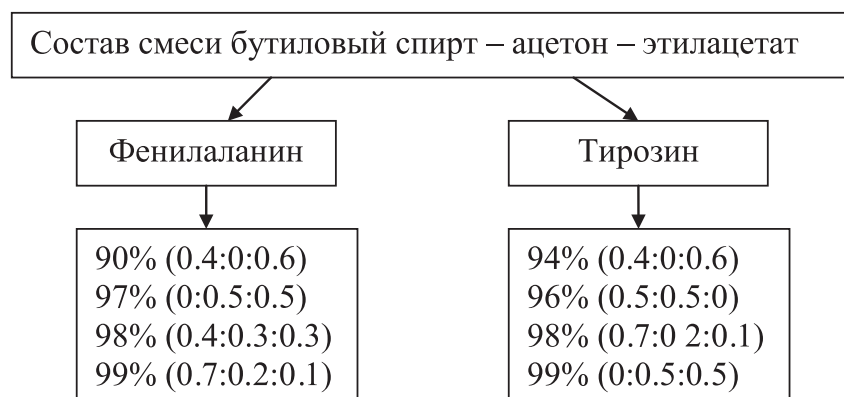 Состав смеси бутиловый спирт – ацетон – этилацетат
Фенилаланин
Тирозин
90% (0.4:0:0.6)
97% (0:0.5:0.5)
98% (0.4:0.3:0.3)
99% (0.7:0.2:0.1)
94% (0.4:0:0.6)
96% (0.5:0.5:0)
98% (0.7:0 2:0.1)
99% (0:0.5:0.5)